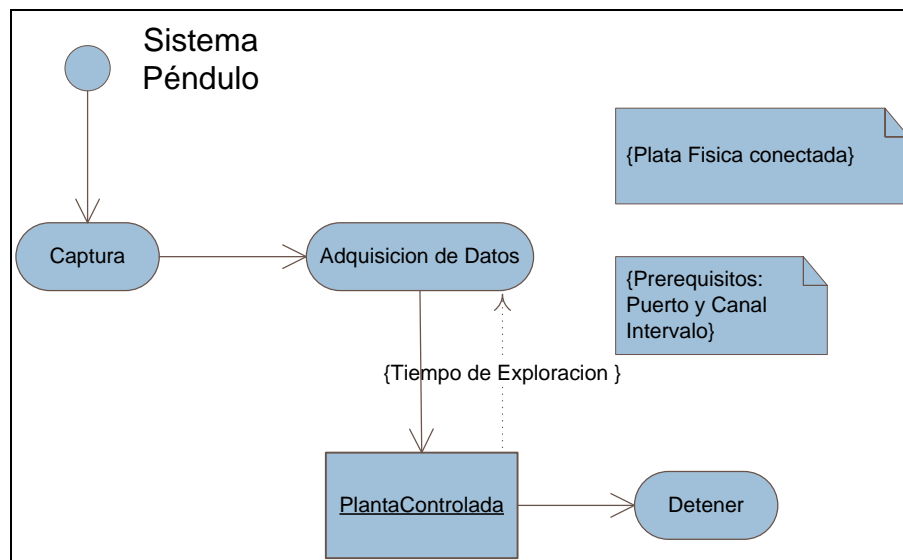 Sistema
Péndulo
{Plata Fisica conectada}
Captura
Adquisicion de Datos
{Prerequisitos:
Puerto y Canal
Intervalo}
{Tiempo de Exploracion }
PlantaControlada
Detener